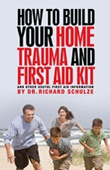 HOW TO BUILD
YOUR HOME
TRAUMA AND
FIRST AID KIT
AND OTHER USEFUL FIRST AID INFORMATION
BY DR. RICHARD SCHULZE